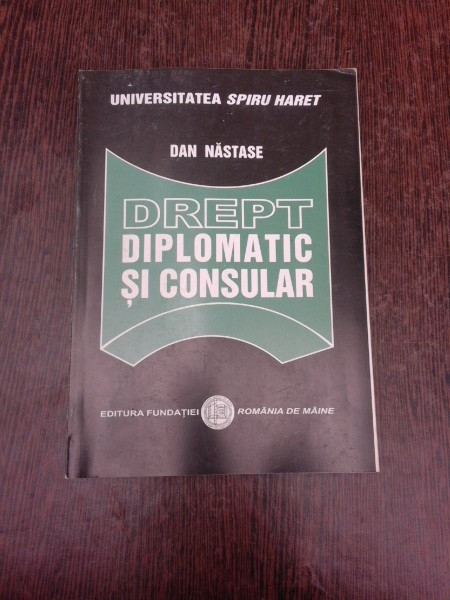 UNIVERSITATEA SPIRU HARET
DAN NĂSTASE
DREPT
DIPLOMATIC
ȘI CONSULAR
EDITURA FUNDAȚIEI ROMÂNIA DE MÂINE